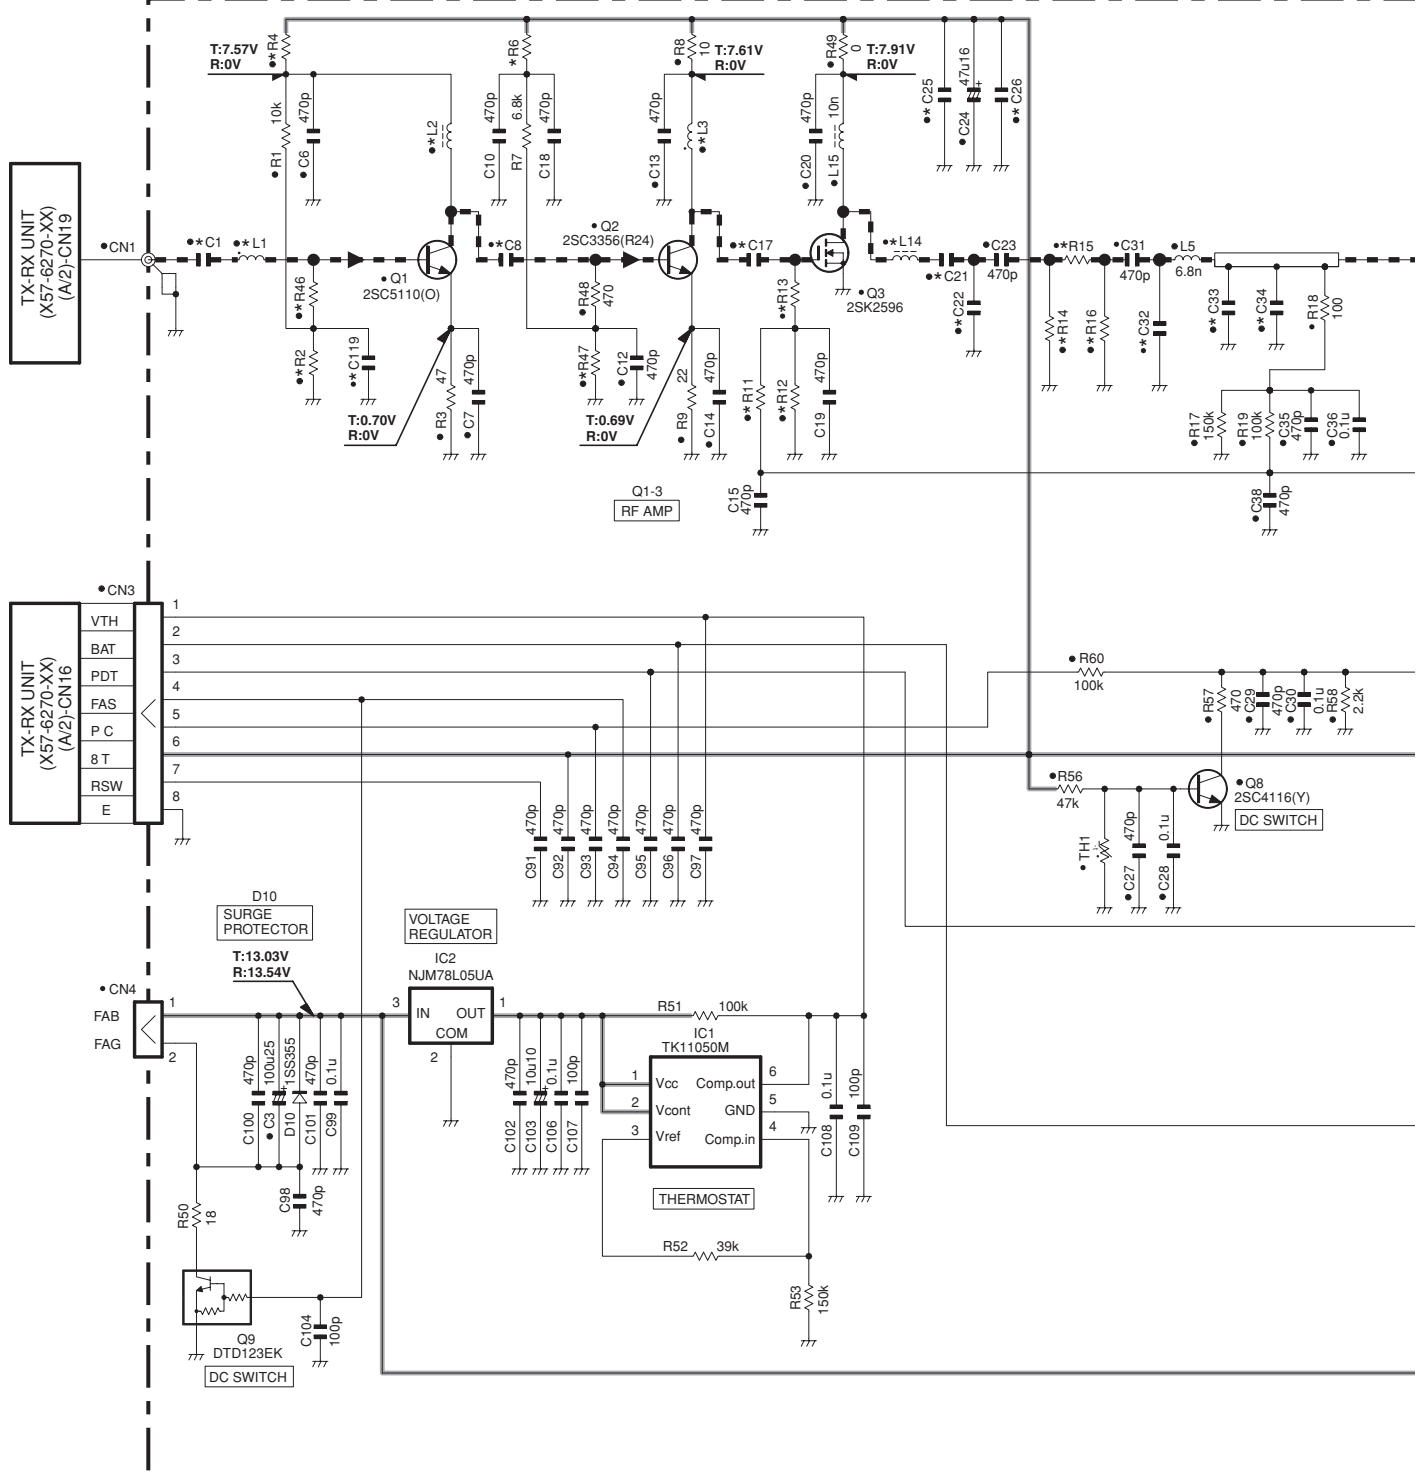 TX-RX UNIT
(X57-6270-XX)
(A/2)-CN19
●CN1
●*C1
●*L1
T:7.57V
R:0V
●*R4
10k
●R1
470p
●C6
●*L2
●*R46
●*R2
●*C119
●Q1
2SC5110(O)
47
●R3
470p
●C7
T:0.70V
R:0V
*R6
470p
C10
6.8k
R7
470p
C18
●*C8
●Q2
2SC3356(R24)
●R48
470
●*R47
●C12
470p
T:0.69V
R:0V
●R8
10
T:7.61V
R:0V
470p
●C13
●*L3
22
●R9
470p
●C14
●*C17
Q1-3
RF AMP
●R49
0
T:7.91V
R:0V
470p
●C20
10n
●L15
●*R13
●*R11
●*R12
470p
C19
C15
470p
●Q3
2SK2596
●*C25
47u16
+
●C24
●*C26
●*L14
●*C21
●*C22
●C23
470p
●*R14
●*R15
●*R16
●C31
470p
●*C32
●L5
6.8n
●*C33
●*C34
●R18
100
●R17
150k
●R19
100k
●C35
470p
●C36
0.1u
●C38
470p
TX-RX UNIT
(X57-6270-XX)
(A/2)-CN16
●CN3
VTH
BAT
PDT
FAS
P C
8 T
RSW
E
1
2
3
4
5
6
7
8
470p
C91
470p
C92
470p
C93
470p
C94
470p
C95
470p
C96
470p
C97
●R60
100k
●R57
470
●C29
470p
●C30
0.1u
●R58
2.2k
●R56
47k
●Q8
2SC4116(Y)
DC SWITCH
●TH1
470p
●C27
0.1u
●C28
D10
SURGE
PROTECTOR
T:13.03V
R:13.54V
●CN4
FAB
FAG
1
2
470p
C100
100u25
+
●C3
1SS355
D10
470p
C101
0.1u
C99
C98
470p
R50
18
Q9
DTD123EK
DC SWITCH
C104
100p
VOLTAGE
REGULATOR
IC2
NJM78L05UA
3
IN
OUT
1
COM
2
470p
C102
10u10
+
C103
0.1u
C106
100p
C107
R51
100k
IC1
TK11050M
1
Vcc
Comp.out
6
2
Vcont
GND
5
3
Vref
Comp.in
4
THERMOSTAT
0.1u
C108
100p
C109
R52
39k
R53
150k